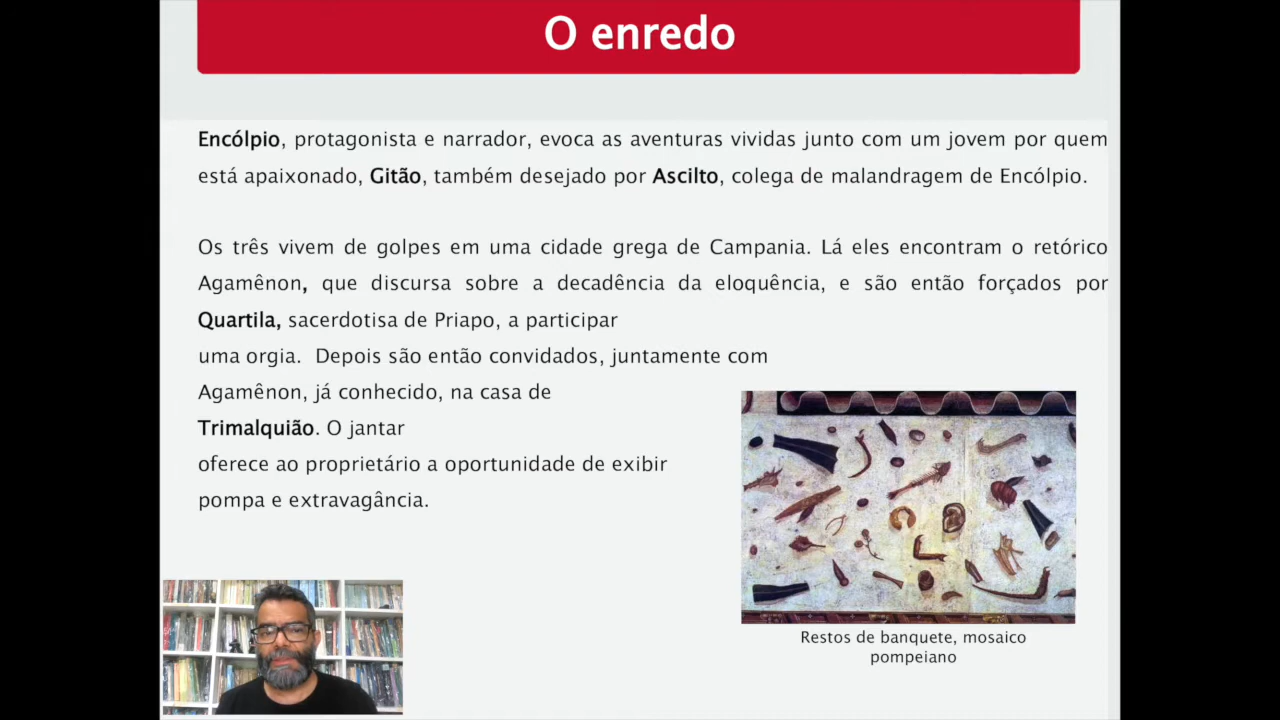 O enredo
Encólpio, protagonista e narrador, evoca as aventuras vividas junto com um jovem por quem
está apaixonado, Gitão, também desejado por Ascilto, colega de malandragem de Encólpio.
Os três vivem de golpes em uma cidade grega de Campania. Lá eles encontram o retórico
Agamênon, que discursa sobre a decadência da eloquência, e são então forçados por
Quartila, sacerdotisa de Priapo, a participar
uma orgia. Depois são então convidados, juntamente com
Agamênon, já conhecido, na casa de
Trimalquião. O jantar
oferece ao proprietário a oportunidade de exibir
pompa e extravagância.
Restos de banquete, mosaico
pompeiano